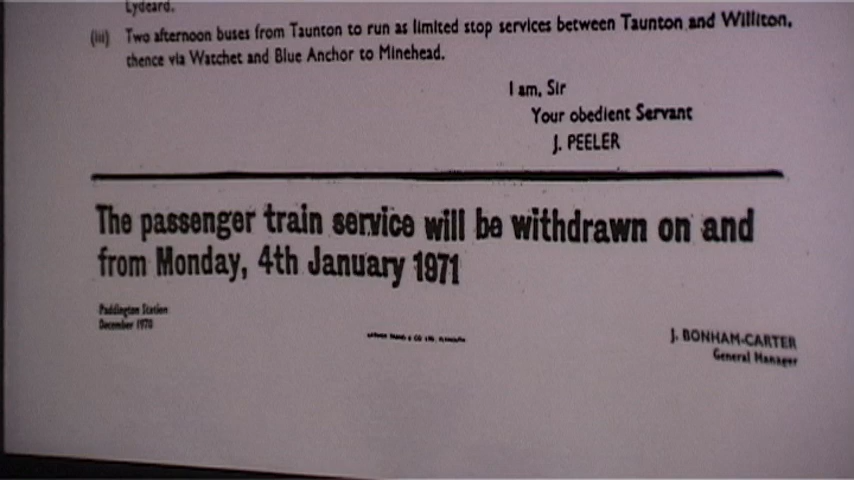 Lydeard.
(iii) Two afternoon buses from Taunton to run as limited stop services between Taunton and Williton,
thence via Watchet and Blue Anchor to Minehead.
I am, Sir
Your obedient Servant
J. PEELER
The passenger train service will be withdrawn on and
from Monday, 4th January 1971
Paddington Station
December 1970
J. BONHAM-CARTER
General Manager